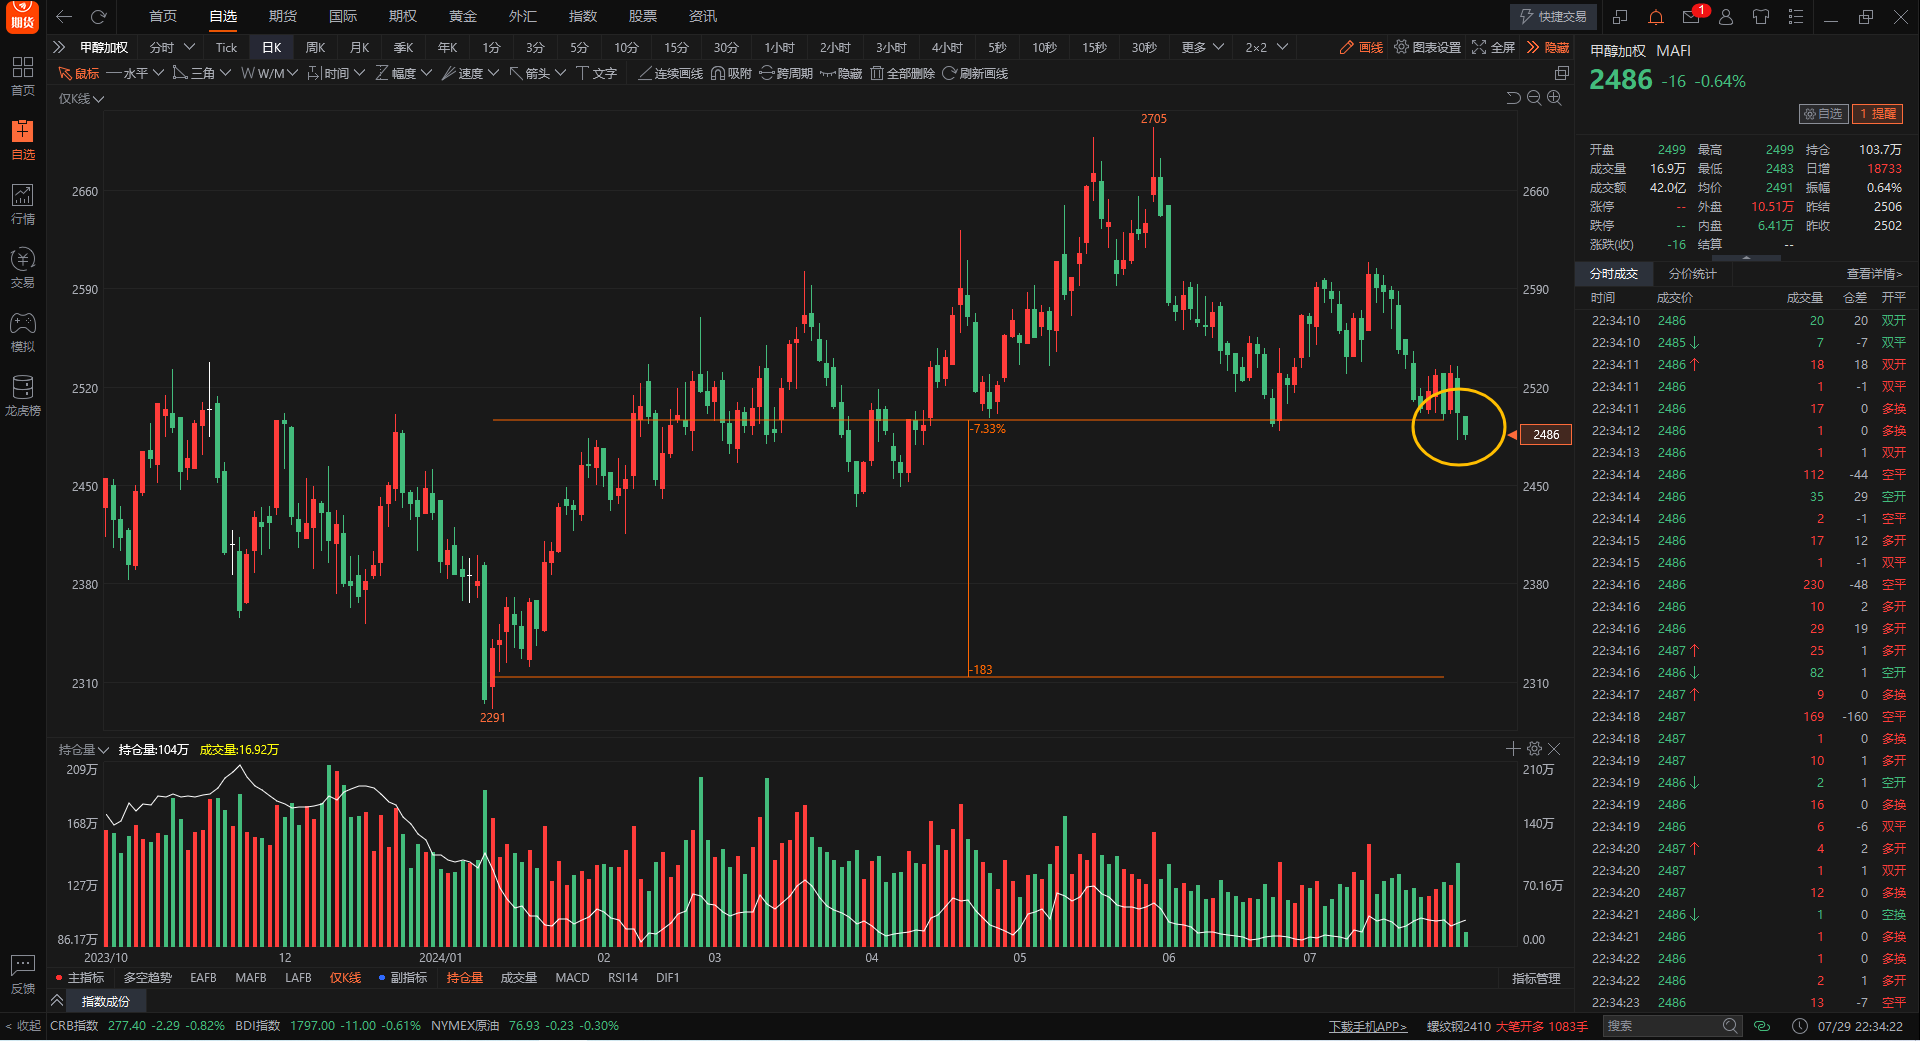 期货 首页 自选 期货 国际 期权 黄金 外汇 指数 股票 资讯 快捷交易 1
甲醇加权 分时 Tick 日K 周K 月K 季K 年K 1分 3分 5分 10分 15分 30分 1小时 2小时 3小时 4小时 5秒 10秒 15秒 30秒 更多 2×2 画线 图表设置 全屏 隐藏
鼠标 水平 三角 W/M 时间 幅度 速度 箭头 文字 连续画线 吸附 跨周期 隐藏 全部删除 刷新画线
仅K线
首页
自选
行情
交易
模拟
龙虎榜
反馈
< 收起
2705
2660 2660
2590 2590
2520 2520
-7.33%
2486
2450 2450
2380 2380
-183
2310 2310
2291
持仓量 持仓量:104万 成交量:16.92万
209万 210万
168万 140万
127万 70.16万
86.17万 0.00
2023/10 12 2024/01 02 03 04 05 06 07
主指标 多空趋势 EAFB MAFB LAFB 仅K线 副指标 持仓量 成交量 MACD RSI14 DIF1 指标管理
指数成份
甲醇加权 MAFI
2486 -16 -0.64%
自选 1 提醒
开盘 2499 最高 2499 持仓 103.7万
成交量 16.9万 最低 2483 日增 18733
成交额 42.0亿 均价 2491 振幅 0.64%
涨停 -- 外盘 10.51万 昨结 2506
跌停 -- 内盘 6.41万 昨收 2502
涨跌(收) -16 结算 --
分时成交 分价统计 查看详情>
时间 成交价 成交量 仓差 开平
22:34:10 2486 20 20 双开
22:34:10 2485↓ 7 -7 双平
22:34:11 2486↑ 18 18 双开
22:34:11 2486 1 -1 双平
22:34:11 2486 17 0 多换
22:34:12 2486 1 0 多换
22:34:13 2486 1 1 双开
22:34:14 2486 112 -44 空平
22:34:14 2486 35 29 空开
22:34:14 2486 2 -1 空平
22:34:15 2486 17 12 多开
22:34:15 2486 1 -1 双平
22:34:16 2486 230 -48 空平
22:34:16 2486 10 2 多开
22:34:16 2486 29 19 多开
22:34:16 2487↑ 25 1 多开
22:34:16 2486↓ 82 1 空开
22:34:17 2487↑ 9 0 多换
22:34:18 2487 169 -160 空平
22:34:18 2487 1 0 多换
22:34:19 2487 10 1 多开
22:34:19 2486↓ 2 1 空开
22:34:19 2486 16 0 多换
22:34:19 2486 6 -6 双平
22:34:20 2487↑ 4 2 多开
22:34:20 2487 1 1 双开
22:34:20 2487 12 0 多换
22:34:21 2486↓ 1 0 空换
22:34:21 2486 1 0 多换
22:34:22 2486 1 0 多换
22:34:22 2486 2 1 多开
22:34:23 2486 13 -7 空平
CRB指数 277.40 -2.29 -0.82% BDI指数 1797.00 -11.00 -0.61% NYMEX原油 76.93 -0.23 -0.30% 下载手机APP> 螺纹钢2410 大笔开多 1083手 搜索 07/29 22:34:22